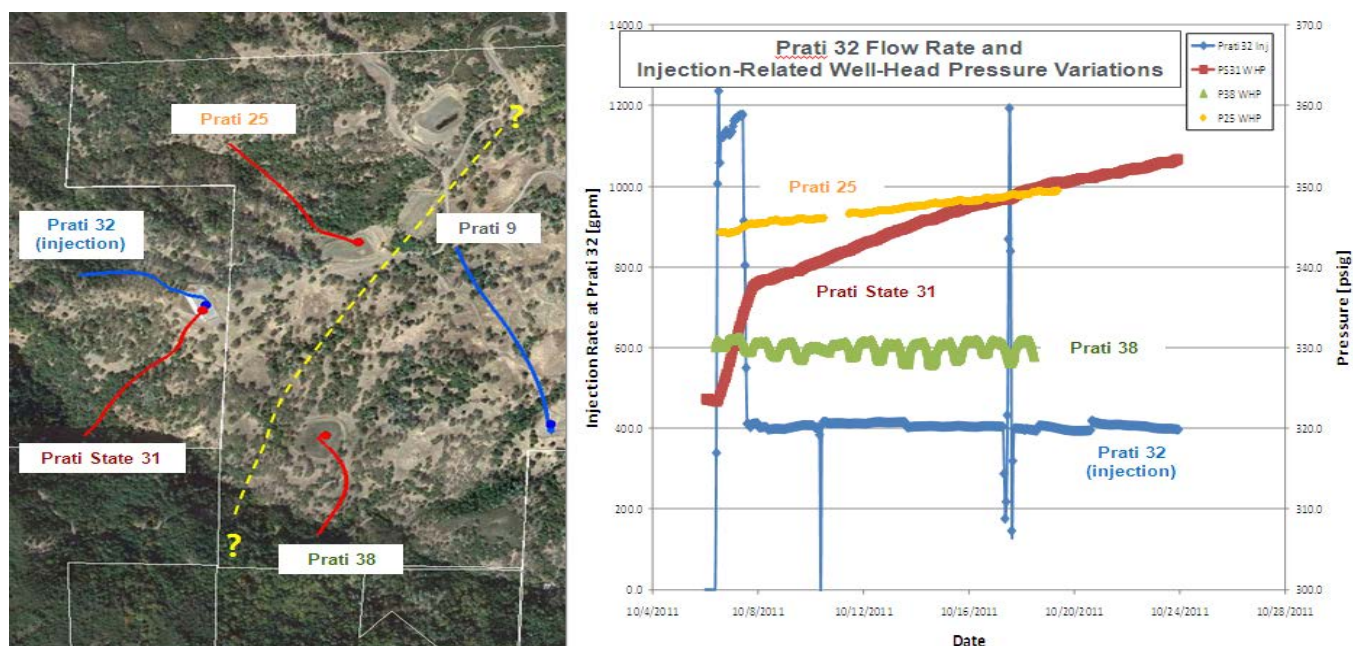 Prati 25
?
Prati 32
(injection)
Prati 9
Prati State 31
?
Prati 38
Prati 32 Flow Rate and
Injection-Related Well-Head Pressure Variations
Prati 32 Inj
PS31 WHP
P38 WHP
P25 WHP
Injection Rate at Prati 32 [gpm]
1400.0
1200.0
1000.0
800.0
600.0
400.0
200.0
0.0
Prati 25
Prati State 31
Prati 38
Prati 32
(injection)
370.0
360.0
350.0
340.0
330.0
320.0
310.0
300.0
Pressure [psig]
10/4/2011
10/8/2011
10/12/2011
10/16/2011
10/20/2011
10/24/2011
10/28/2011
Date